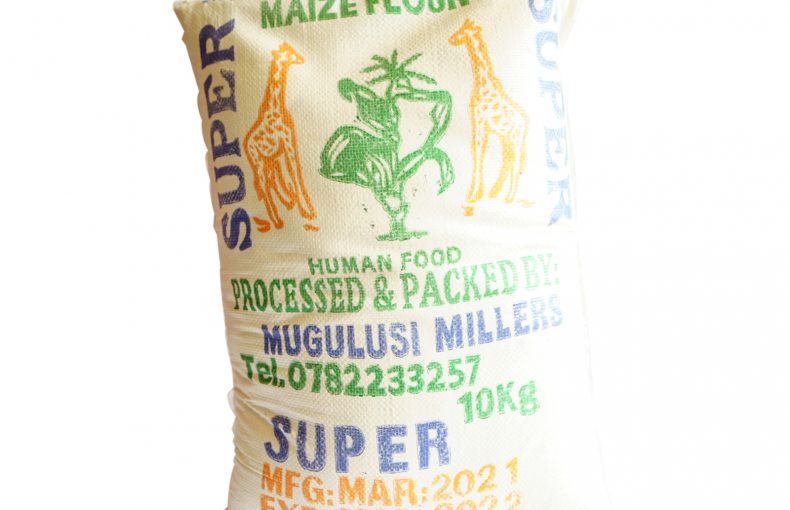 MAIZE FLOUR
SUPER
SUPER
HUMAN FOOD
PROCESSED & PACKED BY:
MUGULUSI MILLERS
Tel.0782233257
10Kg
SUPER
MFG:MAR:2021